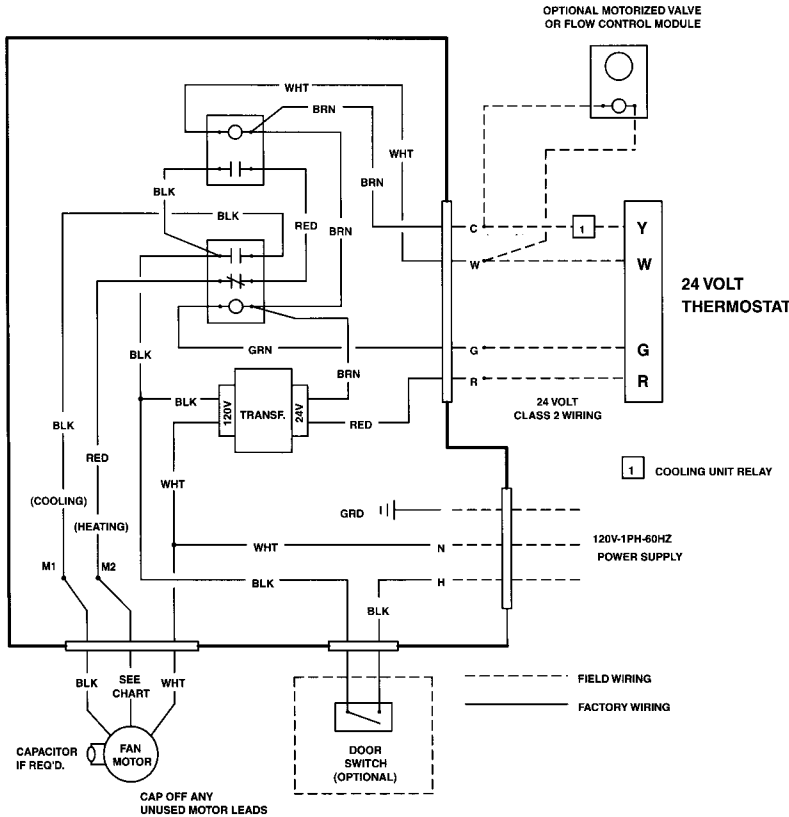 OPTIONAL MOTORIZED VALVE
OR FLOW CONTROL MODULE
WHT
BRN
WHT
BRN
BLK
BLK
RED
BRN
C
1
Y
W
W
24 VOLT
THERMOSTAT
GRN
G
G
BLK
BRN
R
R
BLK
120V
TRANSF.
24V
RED
24 VOLT
CLASS 2 WIRING
BLK
RED
WHT
1
COOLING UNIT RELAY
(COOLING)
(HEATING)
GRD
WHT
N
120V-1PH-60HZ
POWER SUPPLY
M1
M2
BLK
H
BLK
BLK
SEE
CHART
WHT
FIELD WIRING
FACTORY WIRING
CAPACITOR
IF REQ'D.
FAN
MOTOR
DOOR
SWITCH
(OPTIONAL)
CAP OFF ANY
UNUSED MOTOR LEADS